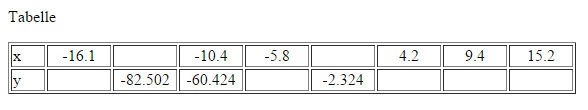 Tabelle
x -16.1 -10.4 -5.8 4.2 9.4 15.2
y -82.502 -60.424 -2.324